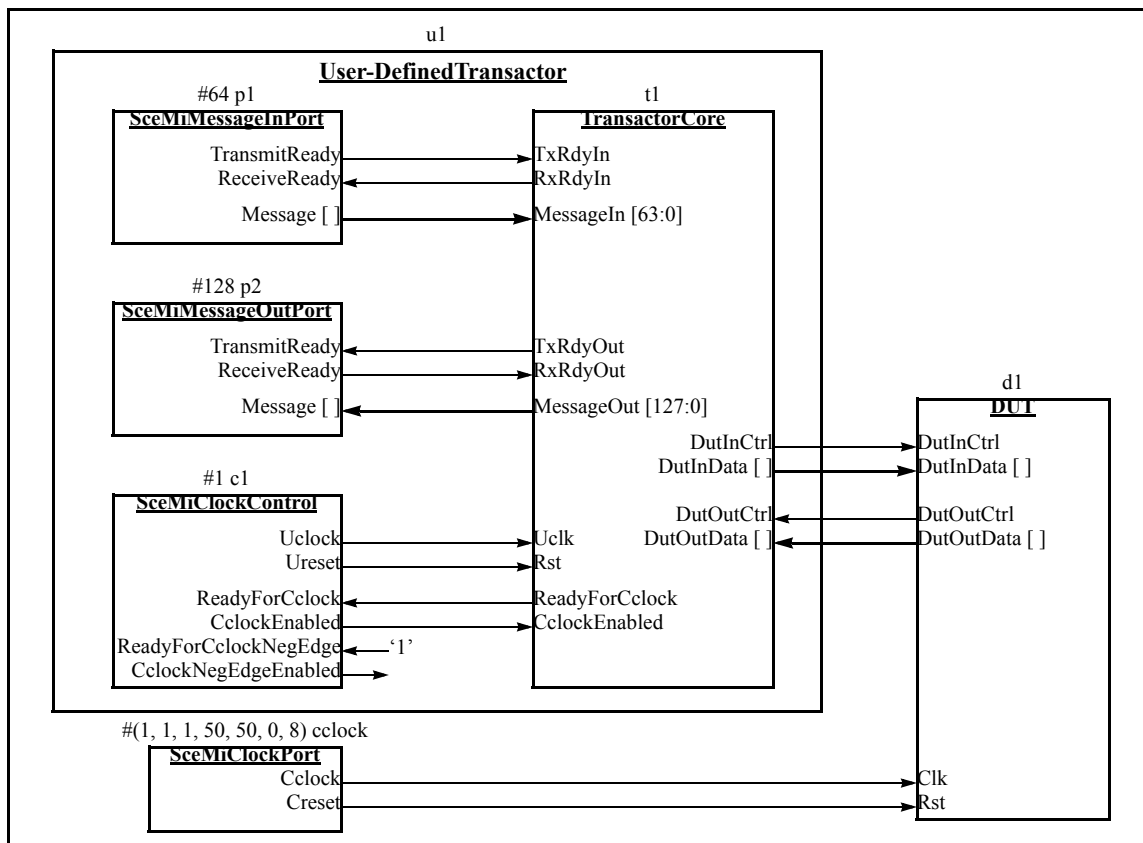 u1
User-DefinedTransactor
#64 p1
SceMiMessageInPort
TransmitReady
ReceiveReady
Message [ ]
t1
TransactorCore
TxRdyIn
RxRdyIn
MessageIn [63:0]
#128 p2
SceMiMessageOutPort
TransmitReady
ReceiveReady
Message [ ]
TxRdyOut
RxRdyOut
MessageOut [127:0]
DutInCtrl
DutInData [ ]
DutOutCtrl
DutOutData [ ]
d1
DUT
DutInCtrl
DutInData [ ]
DutOutCtrl
DutOutData [ ]
#1 c1
SceMiClockControl
Uclock
Ureset
ReadyForCclock
CclockEnabled
ReadyForCclockNegEdge
CclockNegEdgeEnabled
Uclk
Rst
ReadyForCclock
CclockEnabled
‘1’
#(1, 1, 1, 50, 50, 0, 8) cclock
SceMiClockPort
Cclock
Creset
Clk
Rst